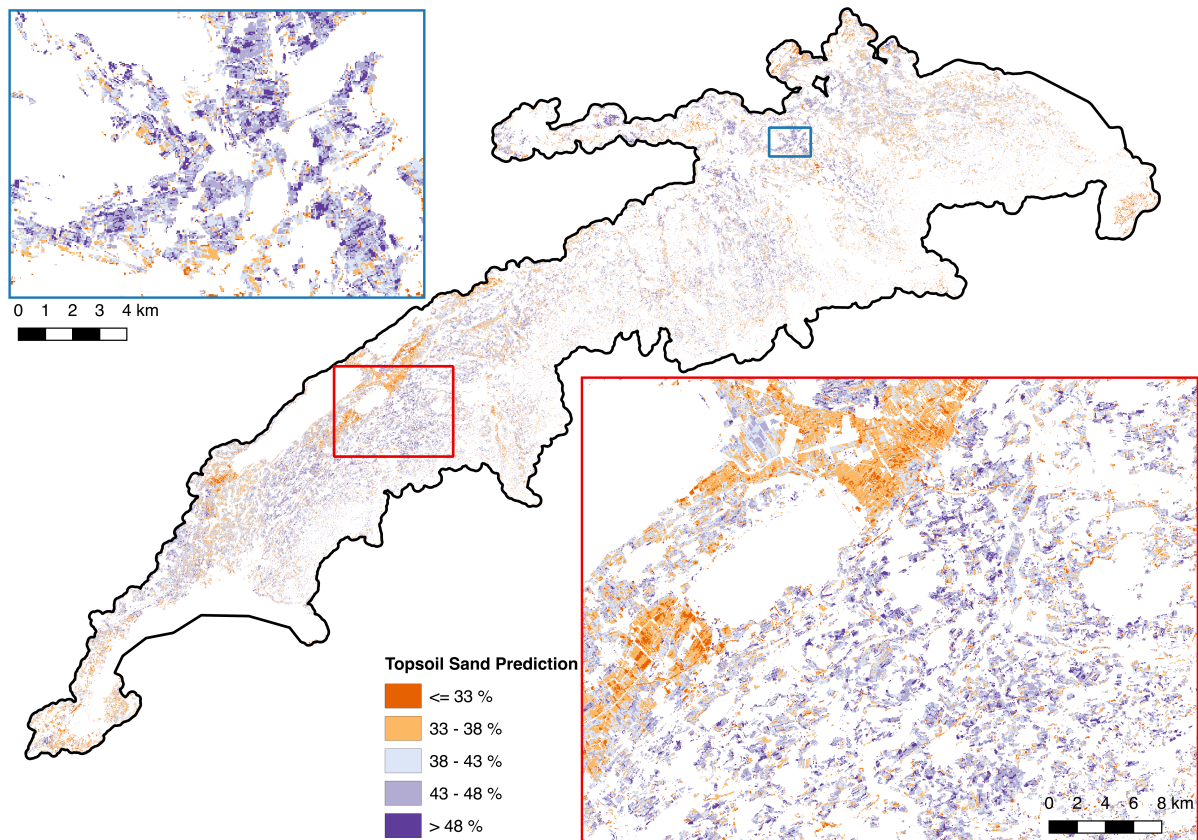 0 1 2 3 4 km
Topsoil Sand Prediction
<= 33 %
33 - 38 %
38 - 43 %
43 - 48 %
> 48 %
0 2 4 6 8 km